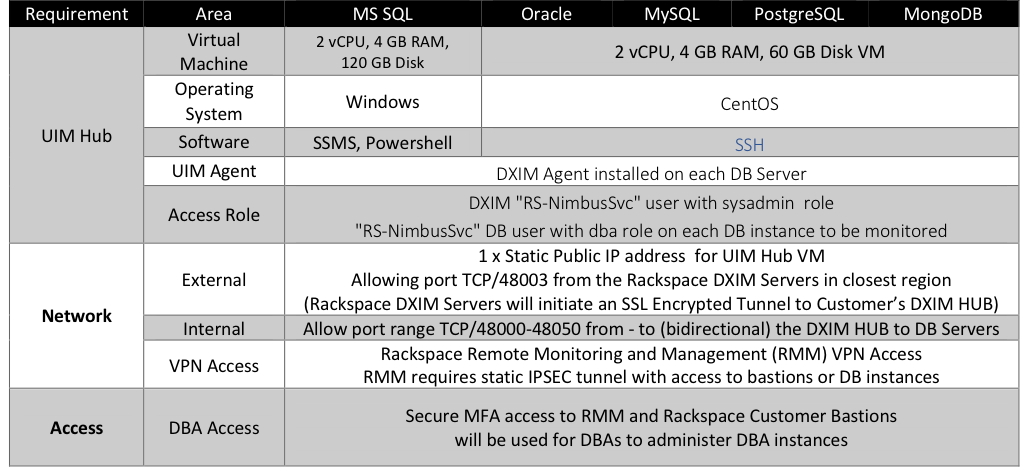 Requirement Area MS SQL Oracle MySQL PostgreSQL MongoDB
UIM Hub
Virtual
Machine
2 vCPU, 4 GB RAM,
120 GB Disk
2 vCPU, 4 GB RAM, 60 GB Disk VM
Operating
System
Windows
CentOS
Software
SSMS, Powershell
SSH
UIM Agent
DXIM Agent installed on each DB Server
Access Role
DXIM "RS-NimbusSvc" user with sysadmin role
"RS-NimbusSvc" DB user with dba role on each DB instance to be monitored
Network
External
1 x Static Public IP address for UIM Hub VM
Allowing port TCP/48003 from the Rackspace DXIM Servers in closest region
(Rackspace DXIM Servers will initiate an SSL Encrypted Tunnel to Customer’s DXIM HUB)
Internal
Allow port range TCP/48000-48050 from - to (bidirectional) the DXIM HUB to DB Servers
VPN Access
Rackspace Remote Monitoring and Management (RMM) VPN Access
RMM requires static IPSEC tunnel with access to bastions or DB instances
Access
DBA Access
Secure MFA access to RMM and Rackspace Customer Bastions
will be used for DBAs to administer DBA instances